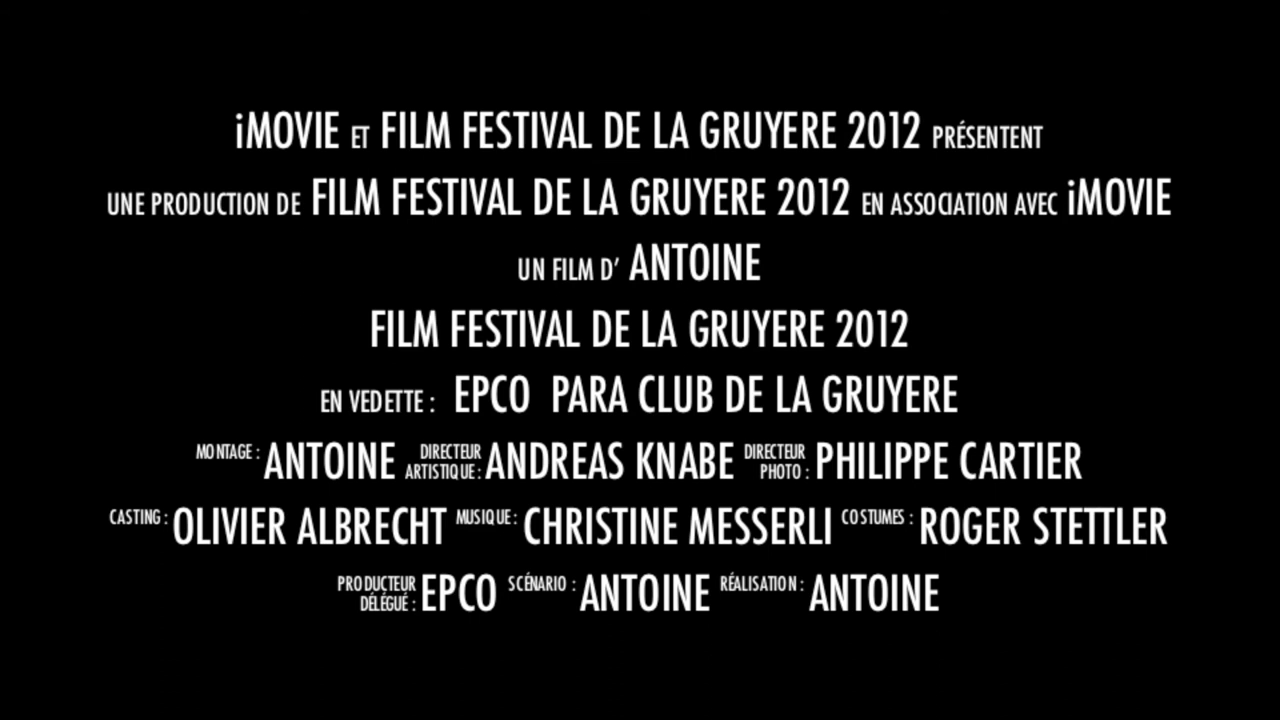 iMOVIE ET FILM FESTIVAL DE LA GRUYERE 2012 PRÉSENTENT
UNE PRODUCTION DE FILM FESTIVAL DE LA GRUYERE 2012 EN ASSOCIATION AVEC iMOVIE
UN FILM D’ ANTOINE
FILM FESTIVAL DE LA GRUYERE 2012
EN VEDETTE : EPCO PARA CLUB DE LA GRUYERE
MONTAGE : ANTOINE DIRECTEUR ARTISTIQUE : ANDREAS KNABE DIRECTEUR PHOTO : PHILIPPE CARTIER
CASTING : OLIVIER ALBRECHT MUSIQUE : CHRISTINE MESSERLI COSTUMES : ROGER STETTLER
PRODUCTEUR DÉLÉGUÉ : EPCO SCÉNARIO : ANTOINE RÉALISATION : ANTOINE